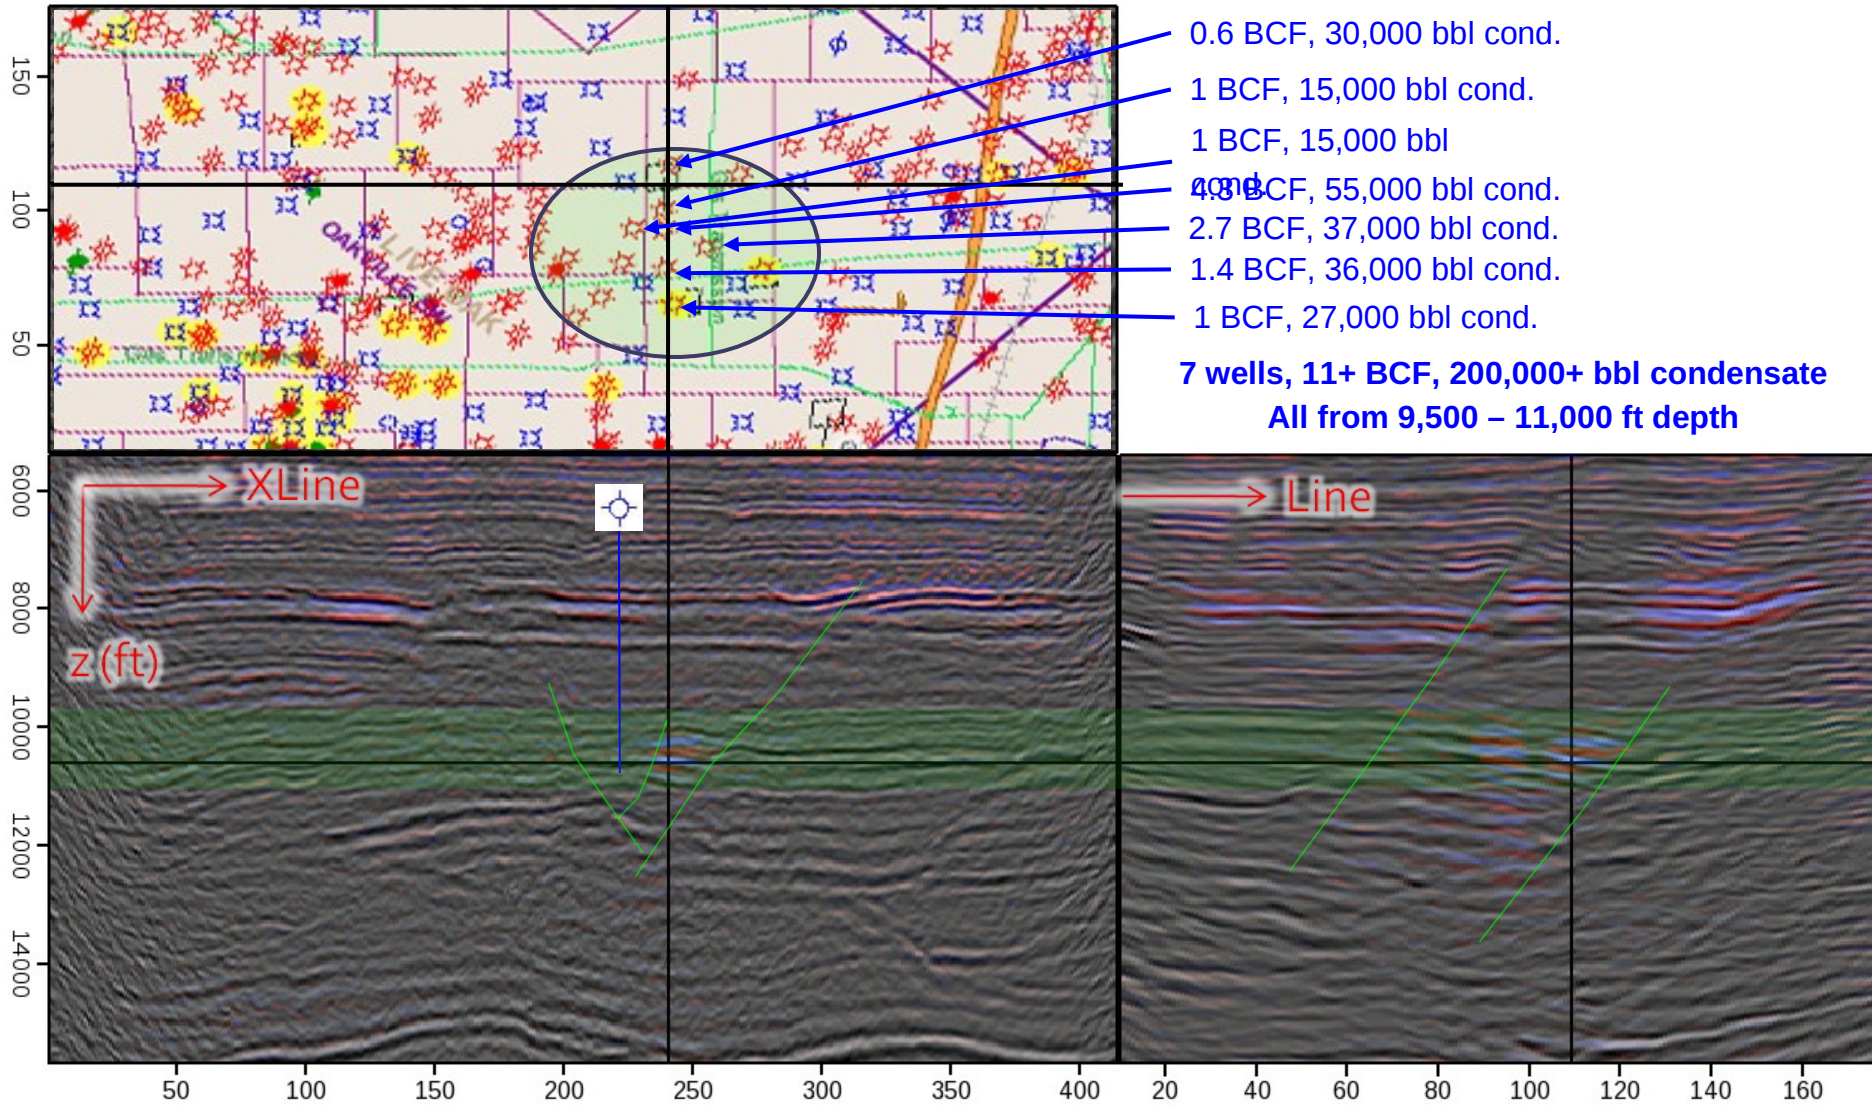 0.6 BCF, 30,000 bbl cond.
1 BCF, 15,000 bbl cond.
1 BCF, 15,000 bbl
cond.
4.3 BCF, 55,000 bbl cond.
2.7 BCF, 37,000 bbl cond.
1.4 BCF, 36,000 bbl cond.
1 BCF, 27,000 bbl cond.
7 wells, 11+ BCF, 200,000+ bbl condensate
All from 9,500 – 11,000 ft depth
150
100
50
LIVE OAK
XLine
Line
z (ft)
6000
8000
10000
12000
14000
50 100 150 200 250 300 350 400
20 40 60 80 100 120 140 160